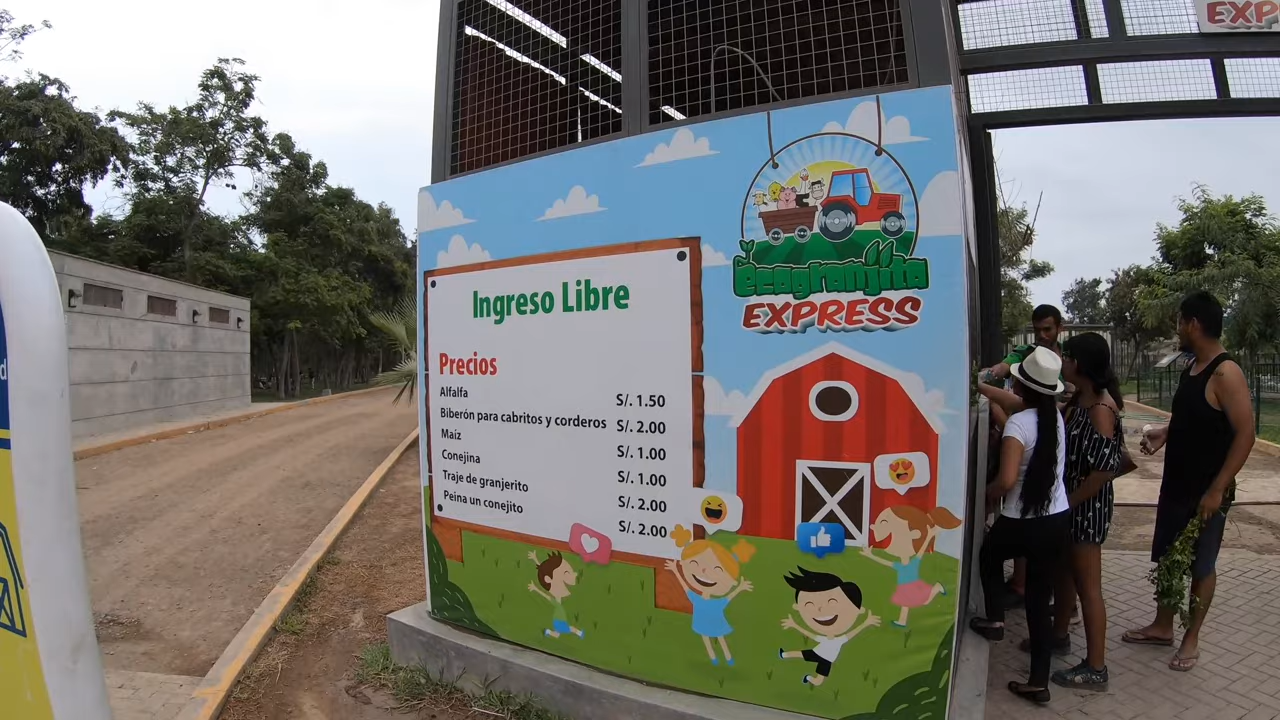 EXP
ecogranjita
EXPRESS
Ingreso Libre
Precios
Alfalfa S/. 1.50
Biberón para cabritos y corderos S/. 2.00
Maíz S/. 1.00
Conejina S/. 1.00
Traje de granjerito S/. 2.00
Peina un conejito S/. 2.00
d